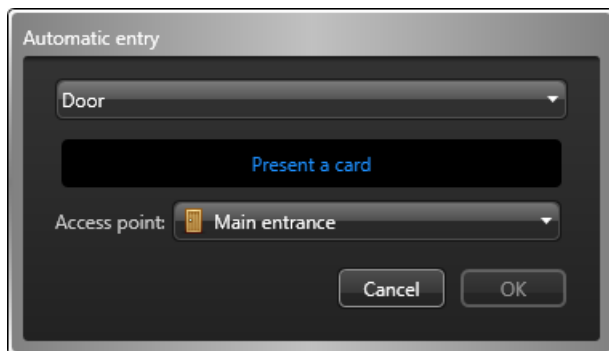 Automatic entry
Door
Present a card
Access point: Main entrance
Cancel OK